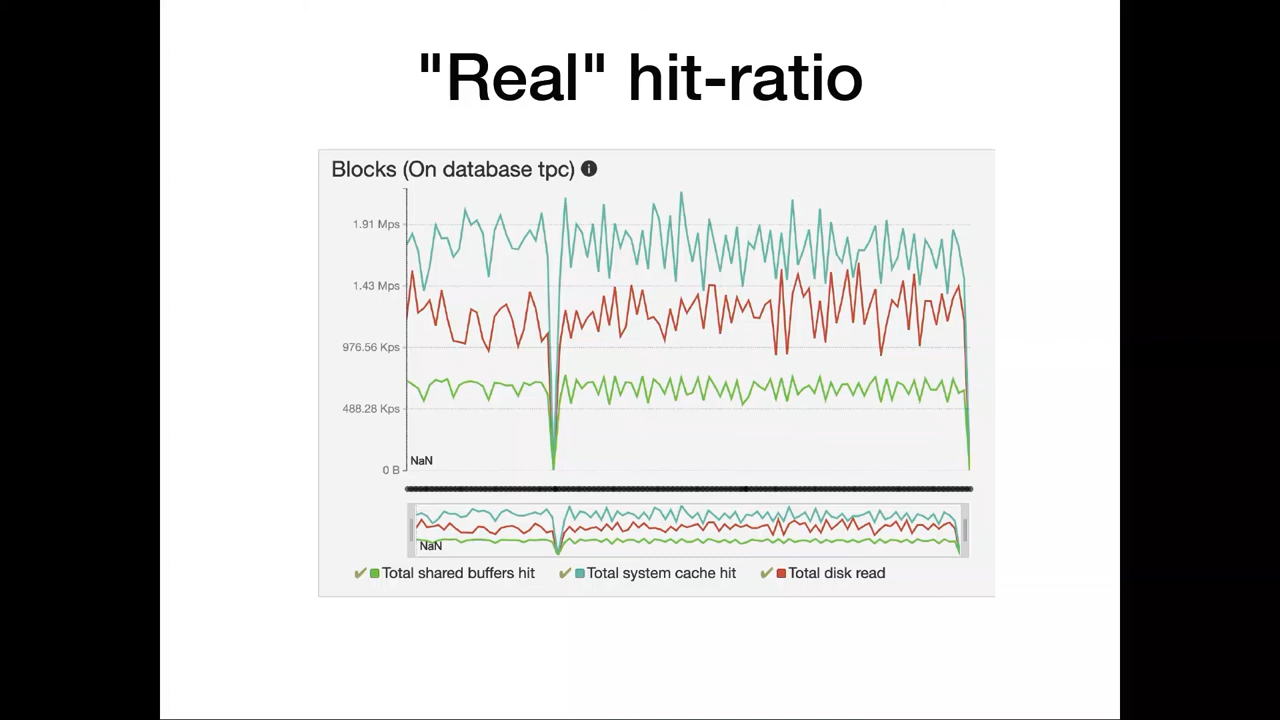 "Real" hit-ratio
Blocks (On database tpc)
1.91 Mps
1.43 Mps
976.56 Kps
488.28 Kps
NaN
0 B
NaN
Total shared buffers hit
Total system cache hit
Total disk read